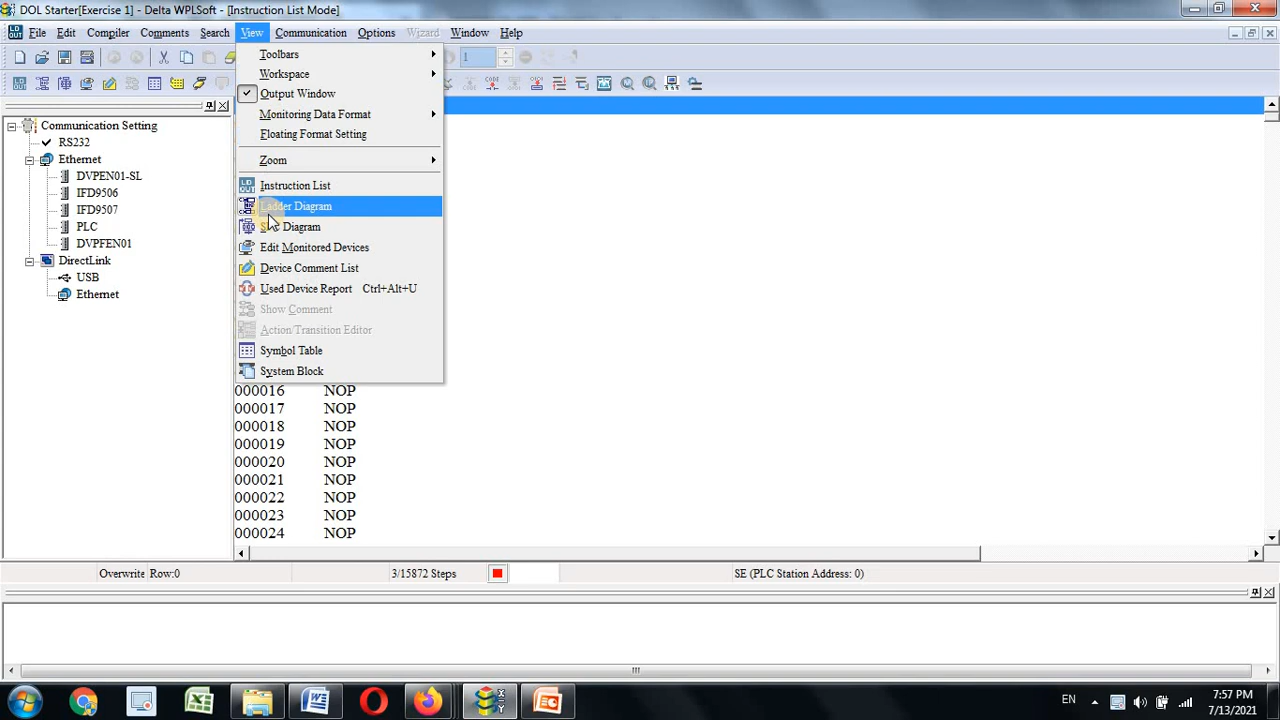 DOL Starter[Exercise 1] - Delta WPLSoft - [Instruction List Mode]
File Edit Compiler Comments Search View Communication Options Wizard Window Help
1
Toolbars
Workspace
Output Window
Monitoring Data Format
Floating Format Setting
Zoom
Instruction List
Ladder Diagram
Diagram
Edit Monitored Devices
Device Comment List
Used Device Report Ctrl+Alt+U
Show Comment
Action/Transition Editor
Symbol Table
System Block
Communication Setting
RS232
Ethernet
DVPEN01-SL
IFD9506
IFD9507
PLC
DVPFEN01
DirectLink
USB
Ethernet
000016 NOP
000017 NOP
000018 NOP
000019 NOP
000020 NOP
000021 NOP
000022 NOP
000023 NOP
000024 NOP
Overwrite Row:0 3/15872 Steps SE (PLC Station Address: 0)
EN
7:57 PM
7/13/2021